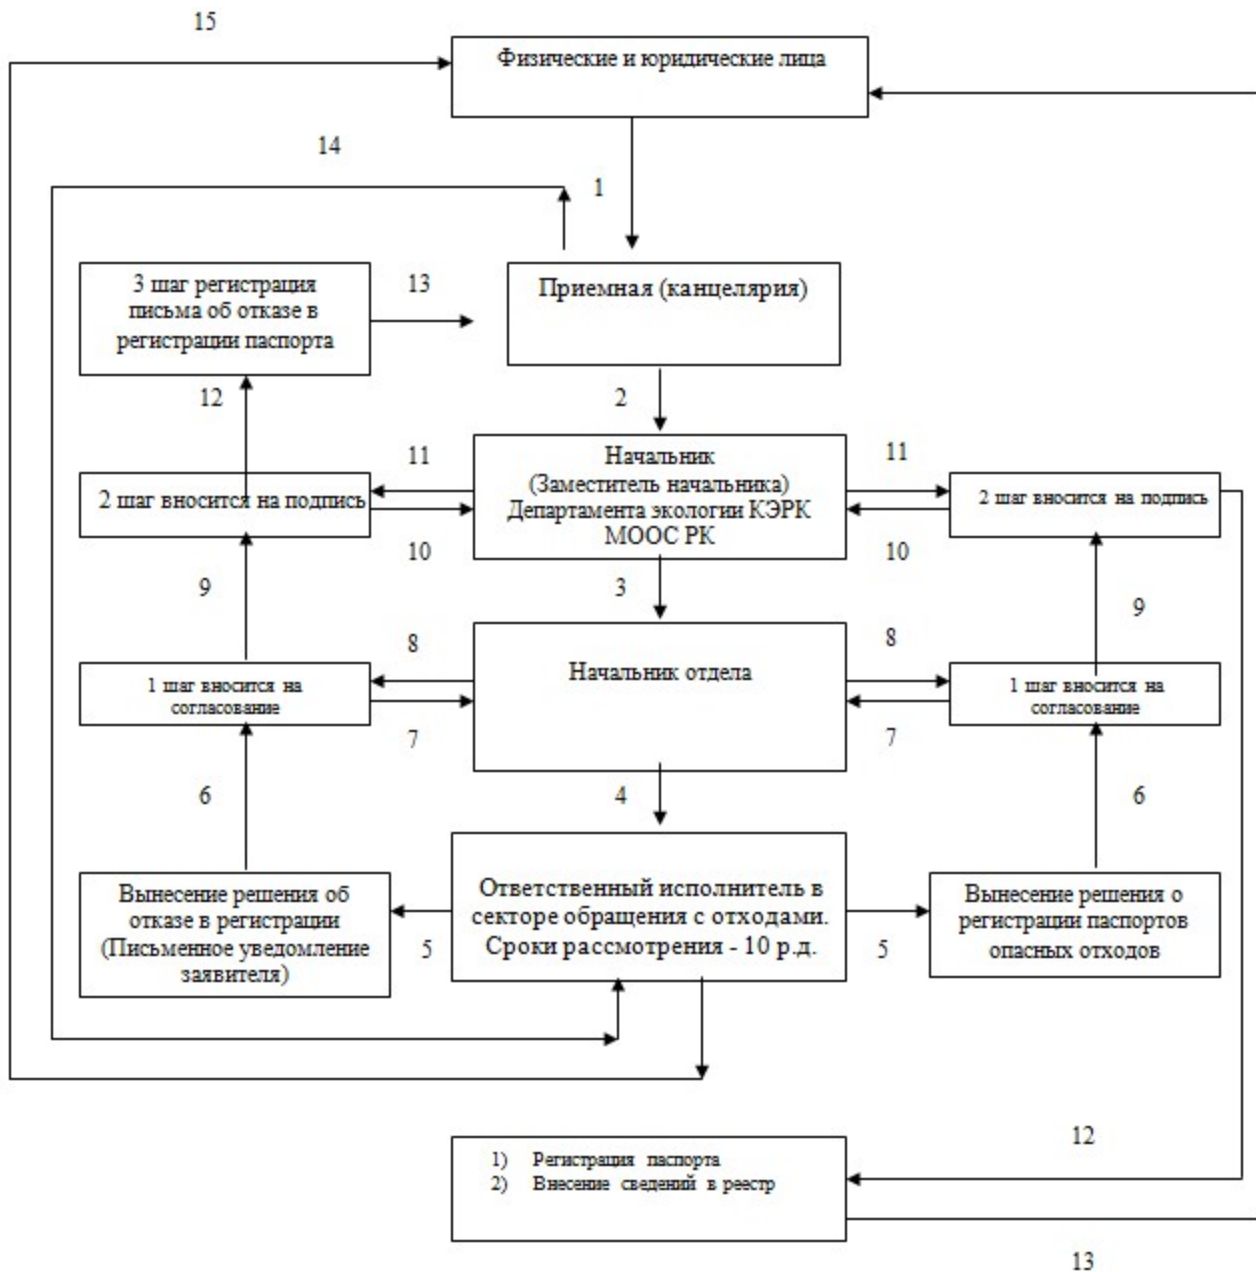 15
Физические и юридические лица
14
1
3 шаг регистрация
письма об отказе в
регистрации паспорта
13
Приемная (канцелярия)
12
2
11
Начальник
(Заместитель начальника)
Департамента экологии КЭРК
МООС РК
11
2 шаг вносится на подпись
2 шаг вносится на подпись
10
10
9
3
9
8
8
1 шаг вносится на
согласование
Начальник отдела
1 шаг вносится на
согласование
7
7
6
4
6
Вынесение решения об
отказе в регистрации
(Письменное уведомление
заявителя)
5
Ответственный исполнитель в
секторе обращения с отходами.
Сроки рассмотрения - 10 р.д.
5
Вынесение решения о
регистрации паспортов
опасных отходов
12
1) Регистрация паспорта
2) Внесение сведений в реестр
13